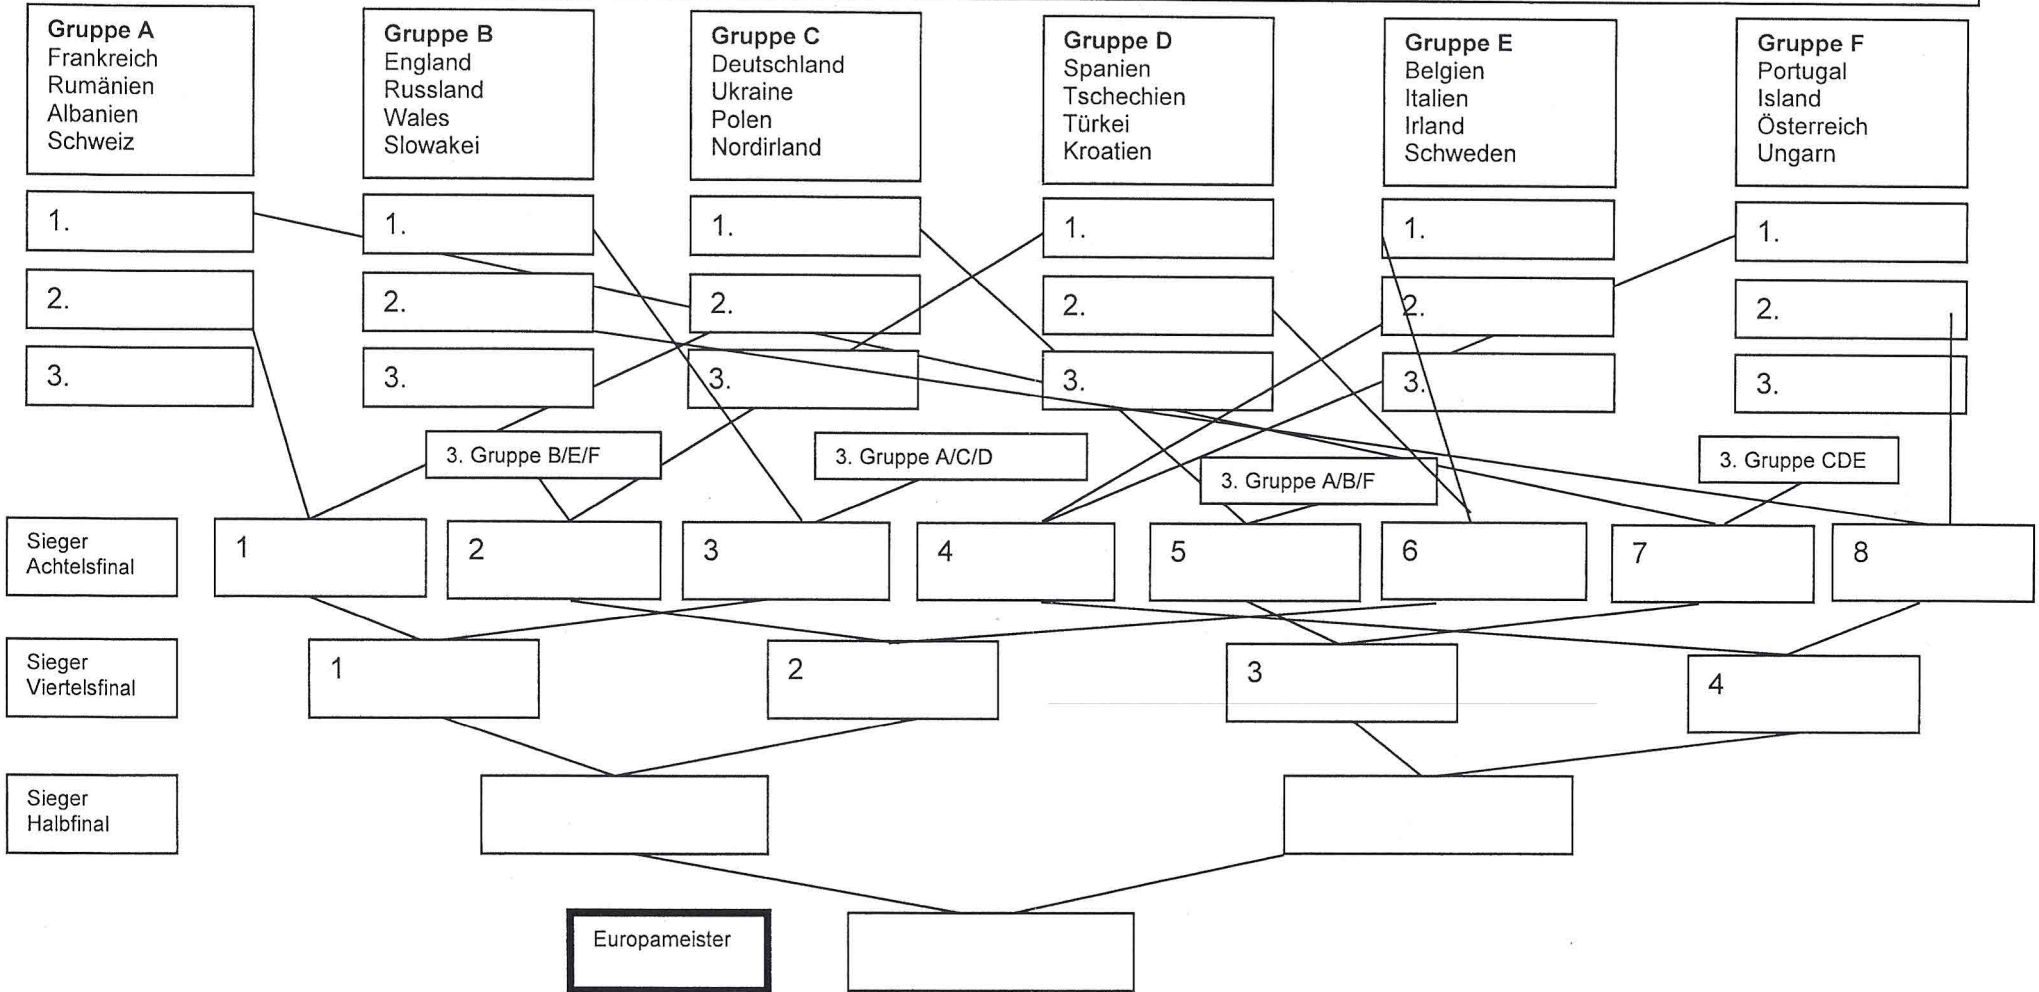 Gruppe A
Frankreich
Rumänien
Albanien
Schweiz
Gruppe B
England
Russland
Wales
Slowakei
Gruppe C
Deutschland
Ukraine
Polen
Nordirland
Gruppe D
Spanien
Tschechien
Türkei
Kroatien
Gruppe E
Belgien
Italien
Irland
Schweden
Gruppe F
Portugal
Island
Österreich
Ungarn
1.
1.
1.
1.
1.
1.
2.
2.
2.
2.
2.
2.
3.
3.
3.
3.
3.
3.
3. Gruppe B/E/F
3. Gruppe A/C/D
3. Gruppe A/B/F
3. Gruppe CDE
Sieger
Achtelsfinal
1
2
3
4
5
6
7
8
Sieger
Viertelsfinal
1
2
3
4
Sieger
Halbfinal
Europameister